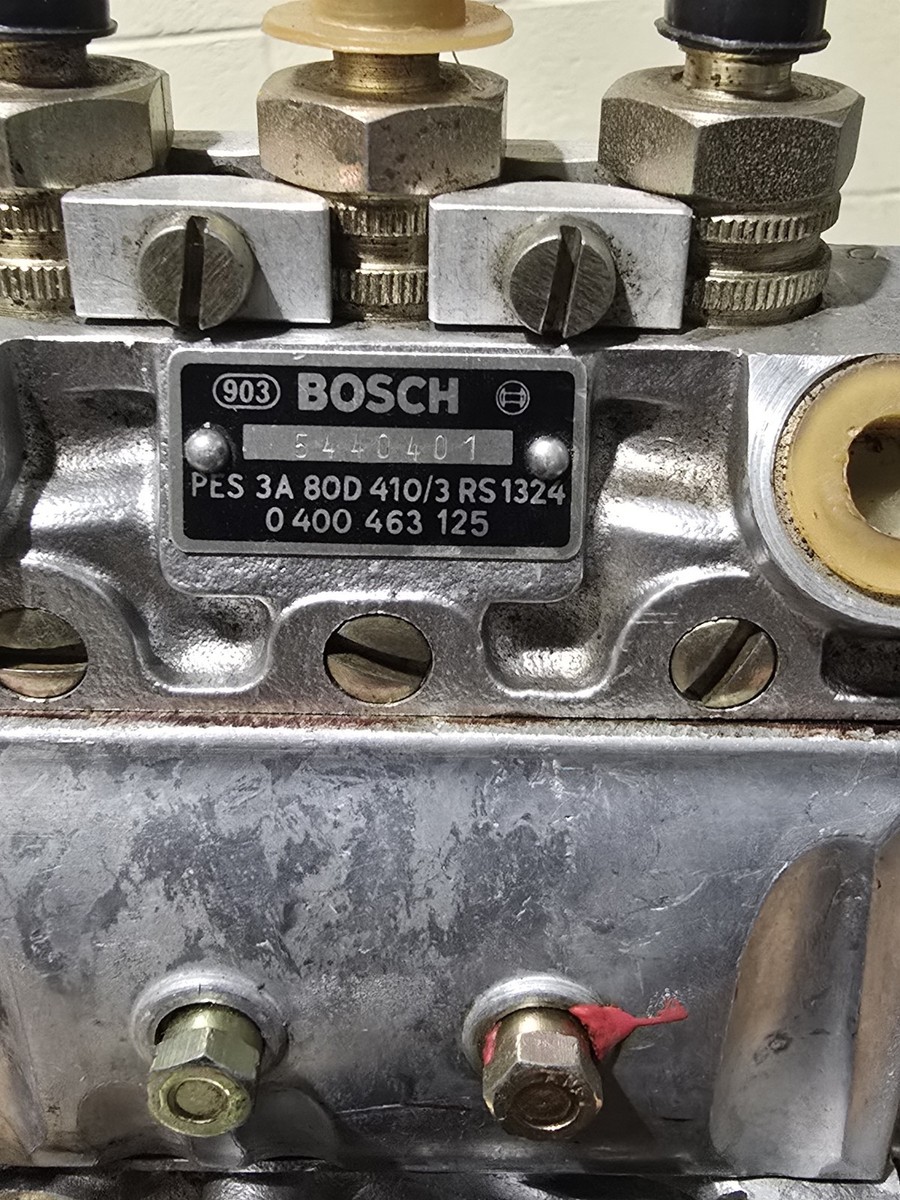 903 BOSCH
5440401
PES 3A 80D 410/3 RS1324
0 400 463 125